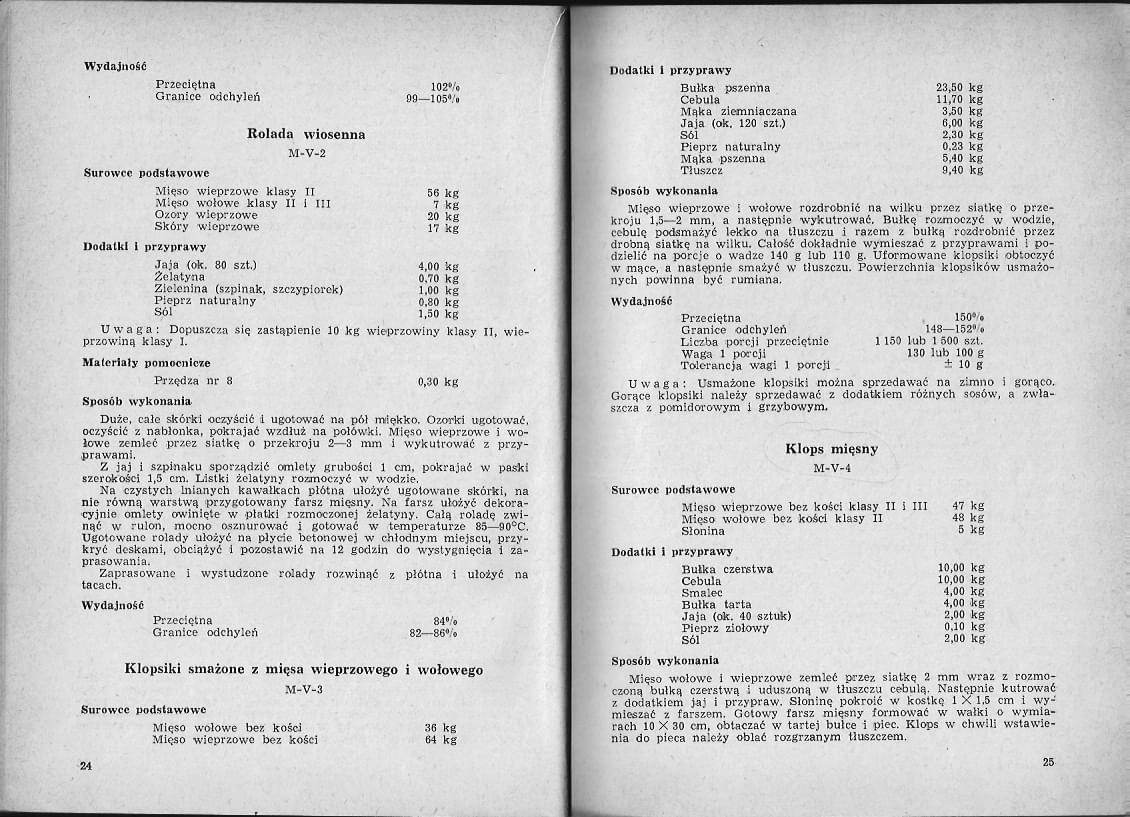 Wydajność
Przeciętna 102%
Granice odchyleń 99—105%
Rolada wiosenna
M-V-2
Surowce podstawowe
Mięso wieprzowe klasy II 56 kg
Mięso wołowe klasy II i III 7 kg
Ozory wieprzowe 20 kg
Skóry wieprzowe 17 kg
Dodatki i przyprawy
Jaja (ok. 80 szt.) 4,00 kg
Żelatyna 0,70 kg
Zielenina (szpinak, szczypiorek) 1,00 kg
Pieprz naturalny 0,80 kg
Sól 1,50 kg
Uwaga: Dopuszcza się zastąpienie 10 kg wieprzowiny klasy II, wie-
przowiną klasy I.
Materiały pomocnicze
Przędza nr 8 0,30 kg
Sposób wykonania
Duże, całe skórki oczyścić i ugotować na pół miękko. Ozorki ugotować,
oczyścić z nabłonka, pokrajać wzdłuż na połówki. Mięso wieprzowe i wo-
łowe zemleć przez siatkę o przekroju 2—3 mm i wykutrować z przy-
prawami.
Z jaj i szpinaku sporządzić omlety grubości 1 cm, pokrajać w paski
szerokości 1,5 cm. Listki żelatyny rozmoczyć w wodzie.
Na czystych lnianych kawałkach płótna ułożyć ugotowane skórki, na
nie równą warstwą przygotowany farsz mięsny. Na farsz ułożyć dekora-
cyjnie omlety owinięte w płatki rozmoczonej żelatyny. Całą roladę zwi-
nąć w rulon, mocno osznurować i gotować w temperaturze 85—90°C.
Ugotowane rolady ułożyć na płycie betonowej w chłodnym miejscu, przy-
kryć deskami, obciążyć i pozostawić na 12 godzin do wystygnięcia i za-
prasowania.
Zaprasowane i wystudzone rolady rozwinąć z płótna i ułożyć na
tacach.
Wydajność
Przeciętna 84%
Granice odchyleń 82—86%
Klopsiki smażone z mięsa wieprzowego i wołowego
M-V-3
Surowce podstawowe
Mięso wołowe bez kości 36 kg
Mięso wieprzowe bez kości 64 kg
24
Dodatki i przyprawy
Bułka pszenna 23,50 kg
Cebula 11,70 kg
Mąka ziemniaczana 3,50 kg
Jaja (ok. 120 szt.) 6,00 kg
Sól 2,30 kg
Pieprz naturalny 0,23 kg
Mąka pszenna 5,40 kg
Tłuszcz 9,40 kg
Sposób wykonania
Mięso wieprzowe i wołowe rozdrobnić na wilku przez siatkę o prze-
kroju 1,5—2 mm, a następnie wykutrować. Bułkę rozmoczyć w wodzie,
cebulę podsmażyć lekko na tłuszczu i razem z bułką rozdrobnić przez
drobną siatkę na wilku. Całość dokładnie wymieszać z przyprawami i po-
dzielić na porcje o wadze 140 g lub 110 g. Uformowane klopsiki obtoczyć
w mące, a następnie smażyć w tłuszczu. Powierzchnia klopsików usmażo-
nych powinna być rumiana.
Wydajność
Przeciętna 150%
Granice odchyleń 148—152%
Liczba porcji przeciętnie 1 150 lub 1 500 szt.
Waga 1 porcji 130 lub 100 g
Tolerancja wagi 1 porcji ± 10 g
Uwaga: Usmażone klopsiki można sprzedawać na zimno i gorąco.
Gorące klopsiki należy sprzedawać z dodatkiem różnych sosów, a zwła-
szcza z pomidorowym i grzybowym.
Klops mięsny
M-V-4
Surowce podstawowe
Mięso wieprzowe bez kości klasy II i III 47 kg
Mięso wołowe bez kości klasy II 48 kg
Słonina 5 kg
Dodatki i przyprawy
Bułka czerstwa 10,00 kg
Cebula 10,00 kg
Smalec 4,00 kg
Bułka tarta 4,00 kg
Jaja (ok. 40 sztuk) 2,00 kg
Pieprz ziołowy 0,10 kg
Sól 2,00 kg
Sposób wykonania
Mięso wołowe i wieprzowe zemleć przez siatkę 2 mm wraz z rozmo-
czoną bułką czerstwą i uduszoną w tłuszczu cebulą. Następnie kutrować
z dodatkiem jaj i przypraw. Słoninę pokroić w kostkę 1 X 1,5 cm i wy-
mieszać z farszem. Gotowy farsz mięsny formować w wałki o wymia-
rach 10 X 30 cm, obtaczać w tartej bułce i piec. Klops w chwili wstawie-
nia do pieca należy oblać rozgrzanym tłuszczem.
25